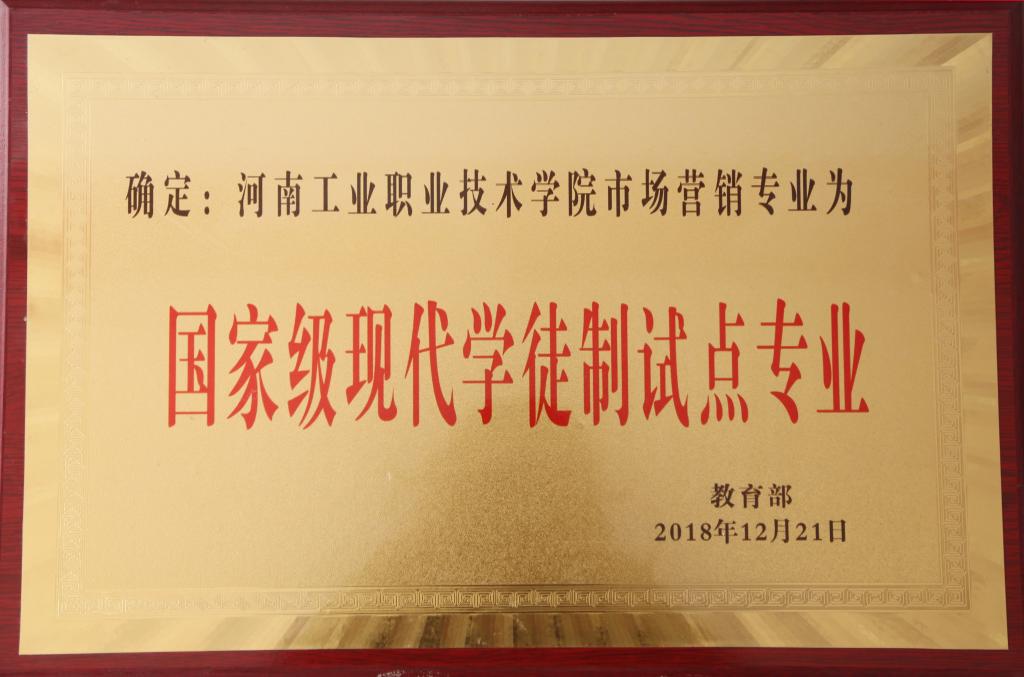 确定：河南工业职业技术学院市场营销专业为
国家级现代学徒制试点专业
教育部
2018年12月21日